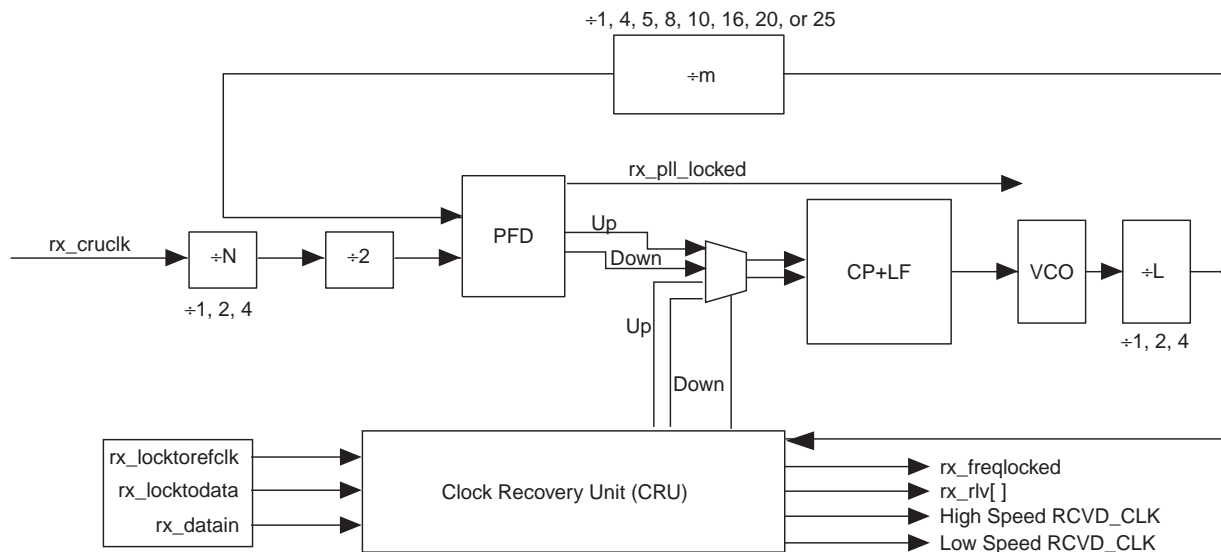 ÷1, 4, 5, 8, 10, 16, 20, or 25
÷m
rx_pll_locked
Up
Down
rx_cruclk
÷N
÷2
PFD
CP+LF
VCO
÷L
÷1, 2, 4
÷1, 2, 4
Up
Down
rx_locktorefclk
rx_locktodata
rx_datain
Clock Recovery Unit (CRU)
rx_freqlocked
rx_rlv[ ]
High Speed RCVD_CLK
Low Speed RCVD_CLK